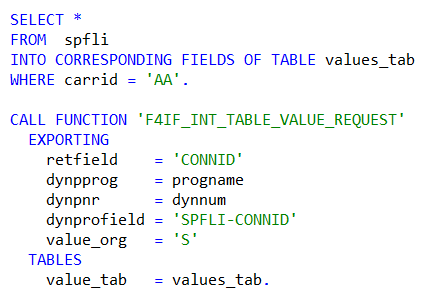 SELECT *
FROM  spfli
INTO CORRESPONDING FIELDS OF TABLE values_tab
WHERE carrid = 'AA'.

CALL FUNCTION 'F4IF_INT_TABLE_VALUE_REQUEST'
  EXPORTING
    retfield    = 'CONNID'
    dynpprog    = progname
    dynpnr      = dynnum
    dynprofield = 'SPFLI-CONNID'
    value_org   = 'S'
  TABLES
    value_tab   = values_tab.